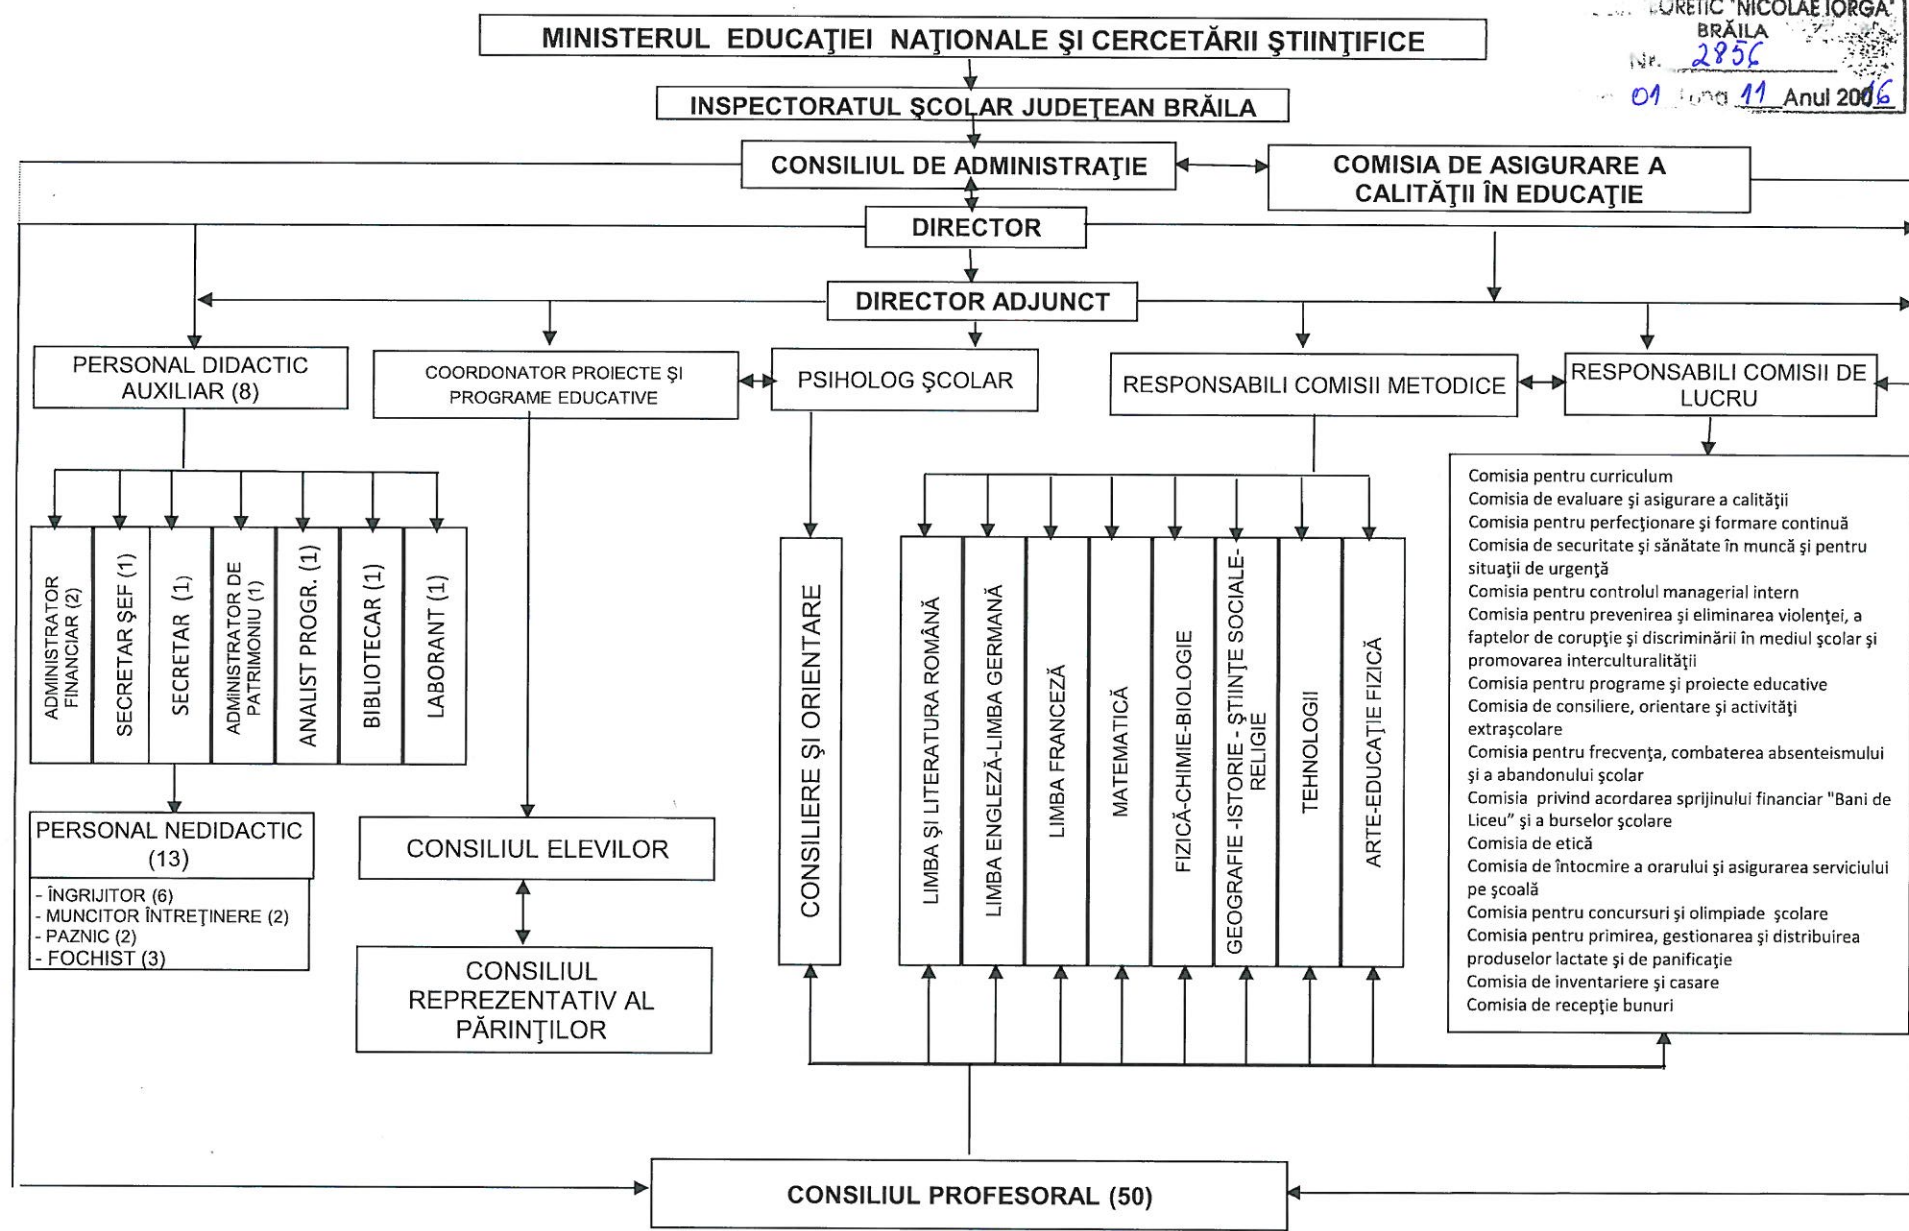 "NICOLAE IORGA"
BRĂILA
Nr. 2856
01 11 Anul 2016
MINISTERUL EDUCAŢIEI NAŢIONALE ŞI CERCETĂRII ŞTIINŢIFICE
INSPECTORATUL ŞCOLAR JUDEŢEAN BRĂILA
CONSILIUL DE ADMINISTRAŢIE
COMISIA DE ASIGURARE A
CALITĂŢII ÎN EDUCAŢIE
DIRECTOR
DIRECTOR ADJUNCT
PERSONAL DIDACTIC
AUXILIAR (8)
COORDONATOR PROIECTE ŞI
PROGRAME EDUCATIVE
PSIHOLOG ŞCOLAR
RESPONSABILI COMISII METODICE
RESPONSABILI COMISII DE
LUCRU
ADMINISTRATOR
FINANCIAR (2)
SECRETAR ŞEF (1)
SECRETAR (1)
ADMINISTRATOR DE
PATRIMONIU (1)
ANALIST PROGR. (1)
BIBLIOTECAR (1)
LABORANT (1)
PERSONAL NEDIDACTIC
(13)
- ÎNGRIJITOR (6)
- MUNCITOR ÎNTREŢINERE (2)
- PAZNIC (2)
- FOCHIST (3)
CONSILIUL ELEVILOR
CONSILIUL
REPREZENTATIV AL
PĂRINŢILOR
CONSILIERE ŞI ORIENTARE
LIMBA ŞI LITERATURA ROMÂNĂ
LIMBA ENGLEZĂ-LIMBA GERMANĂ
LIMBA FRANCEZĂ
MATEMATICĂ
FIZICĂ-CHIMIE-BIOLOGIE
GEOGRAFIE -ISTORIE - ŞTIINŢE SOCIALE-
RELIGIE
TEHNOLOGII
ARTE-EDUCAŢIE FIZICĂ
Comisia pentru curriculum
Comisia de evaluare şi asigurare a calităţii
Comisia pentru perfecţionare şi formare continuă
Comisia de securitate şi sănătate în muncă şi pentru
situaţii de urgenţă
Comisia pentru controlul managerial intern
Comisia pentru prevenirea şi eliminarea violenţei, a
faptelor de corupţie şi discriminării în mediul şcolar şi
promovarea interculturalităţii
Comisia pentru programe şi proiecte educative
Comisia de consiliere, orientare şi activităţi
extraşcolare
Comisia pentru frecvenţa, combaterea absenteismului
şi a abandonului şcolar
Comisia privind acordarea sprijinului financiar "Bani de
Liceu" şi a burselor şcolare
Comisia de etică
Comisia de întocmire a orarului şi asigurarea serviciului
pe şcoală
Comisia pentru concursuri şi olimpiade şcolare
Comisia pentru primirea, gestionarea şi distribuirea
produselor lactate şi de panificaţie
Comisia de inventariere şi casare
Comisia de recepţie bunuri
CONSILIUL PROFESORAL (50)